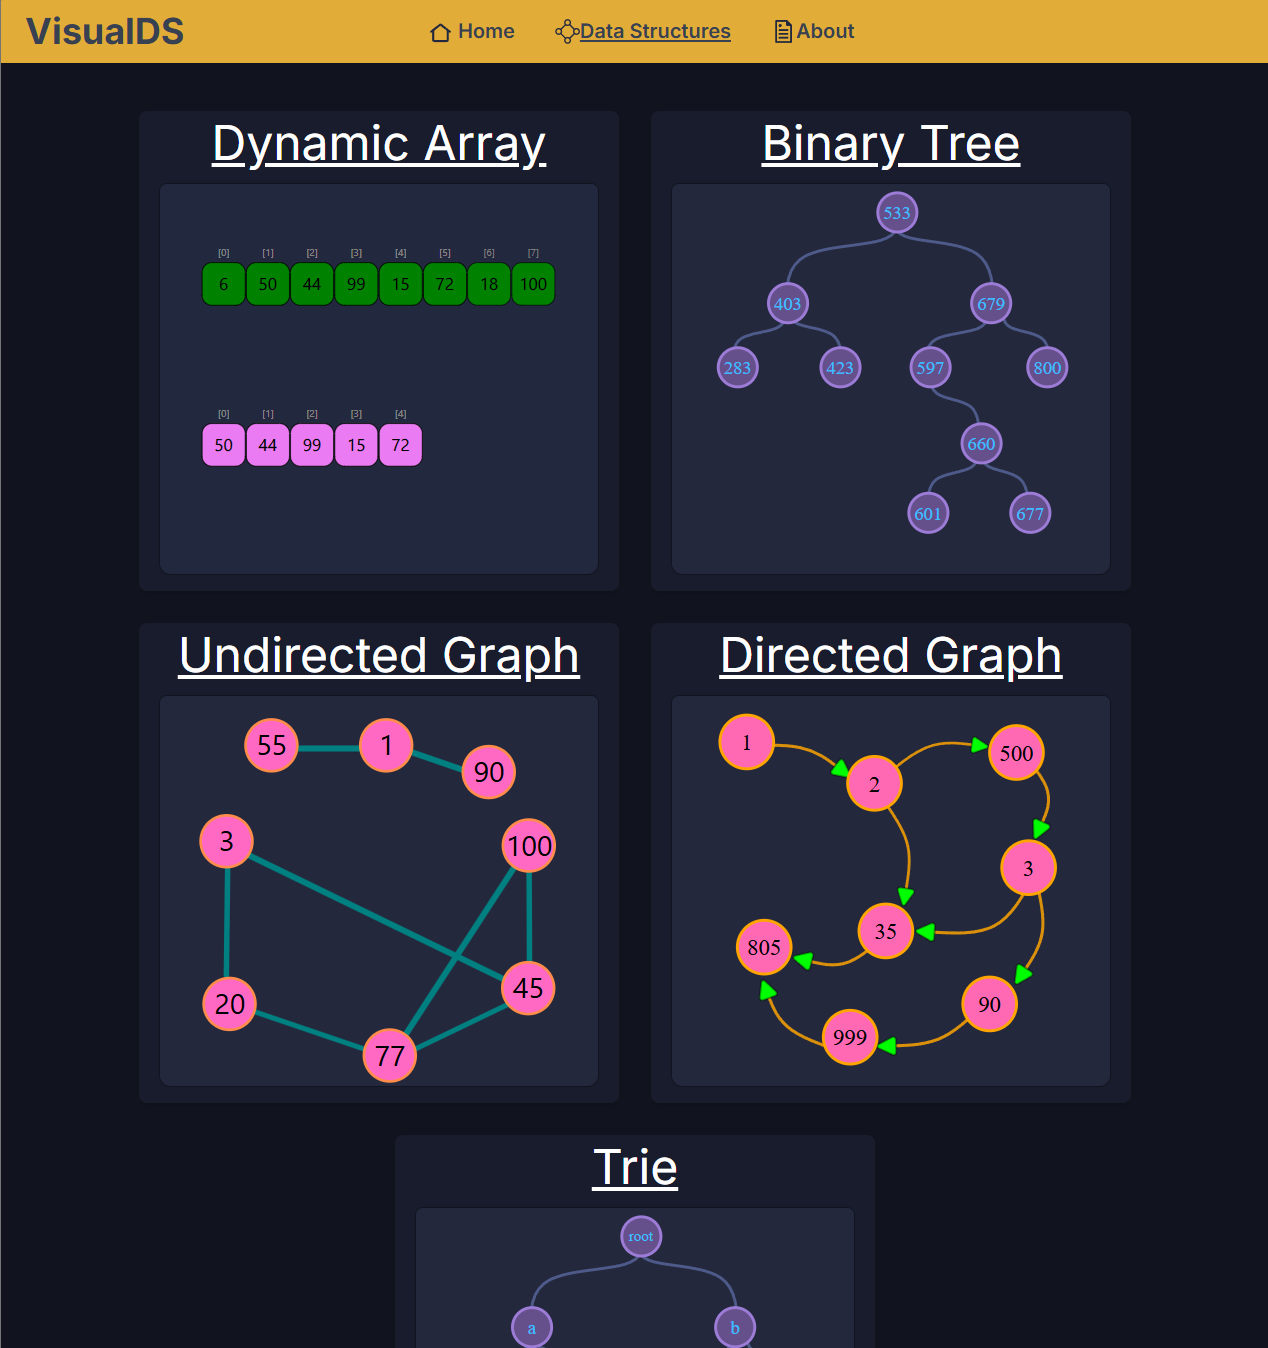 VisualDS Home Data Structures About
Dynamic Array
[0] [1] [2] [3] [4] [5] [6] [7]
6 50 44 99 15 72 18 100
[0] [1] [2] [3] [4]
50 44 99 15 72
Binary Tree
533
403 679
283 423 597 800
660
601 677
Undirected Graph
55 1
90
3 100
45
20
77
Directed Graph
1
500
2
3
35
805
90
999
Trie
root
a b